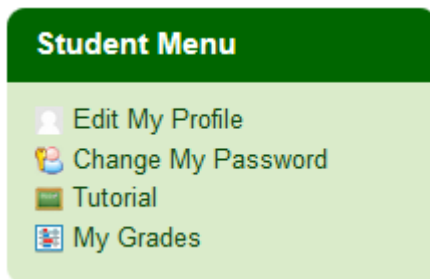 Student Menu
Edit My Profile
Change My Password
Tutorial
My Grades